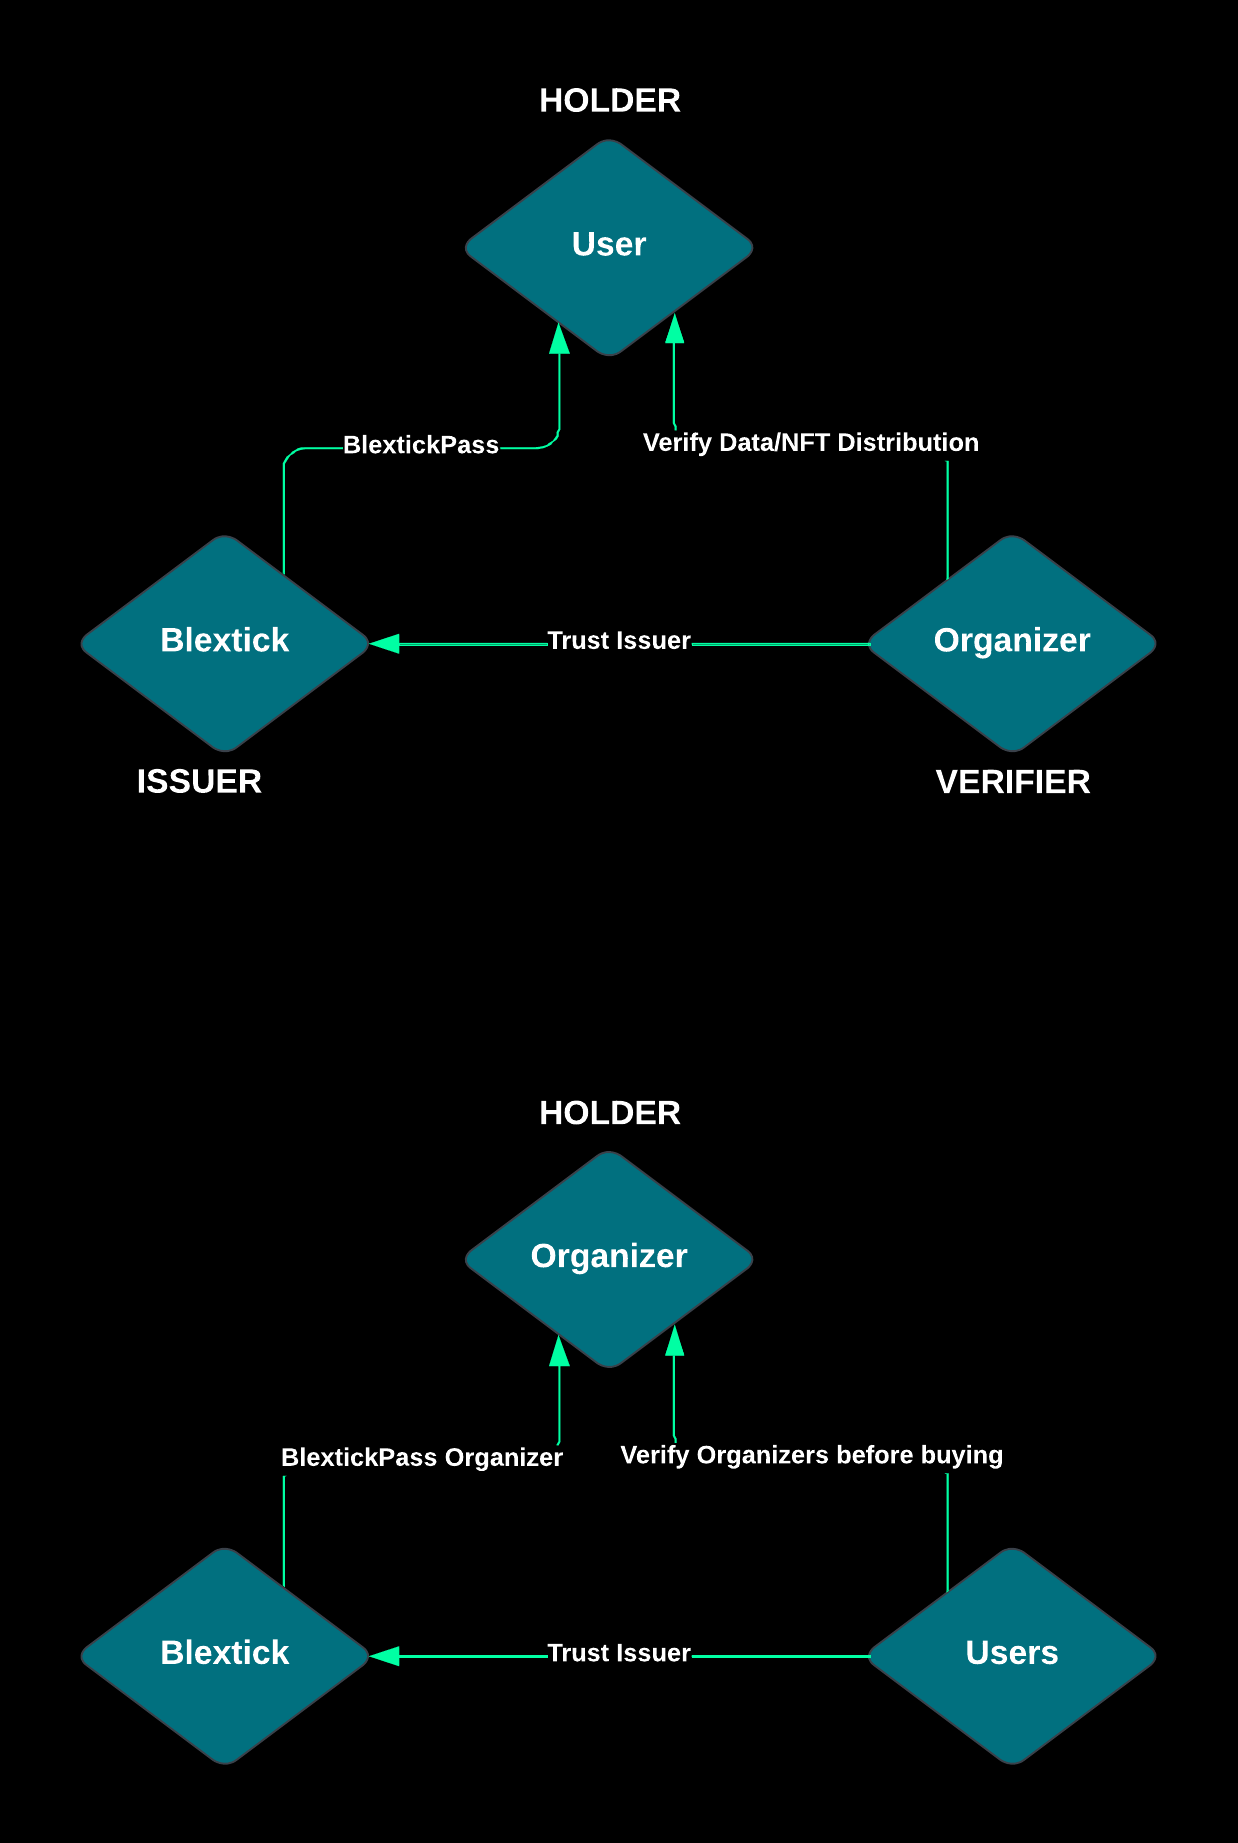 HOLDER
User
BlextickPass
Verify Data/NFT Distribution
Blextick
Trust Issuer
Organizer
ISSUER
VERIFIER
HOLDER
Organizer
BlextickPass Organizer
Verify Organizers before buying
Blextick
Trust Issuer
Users